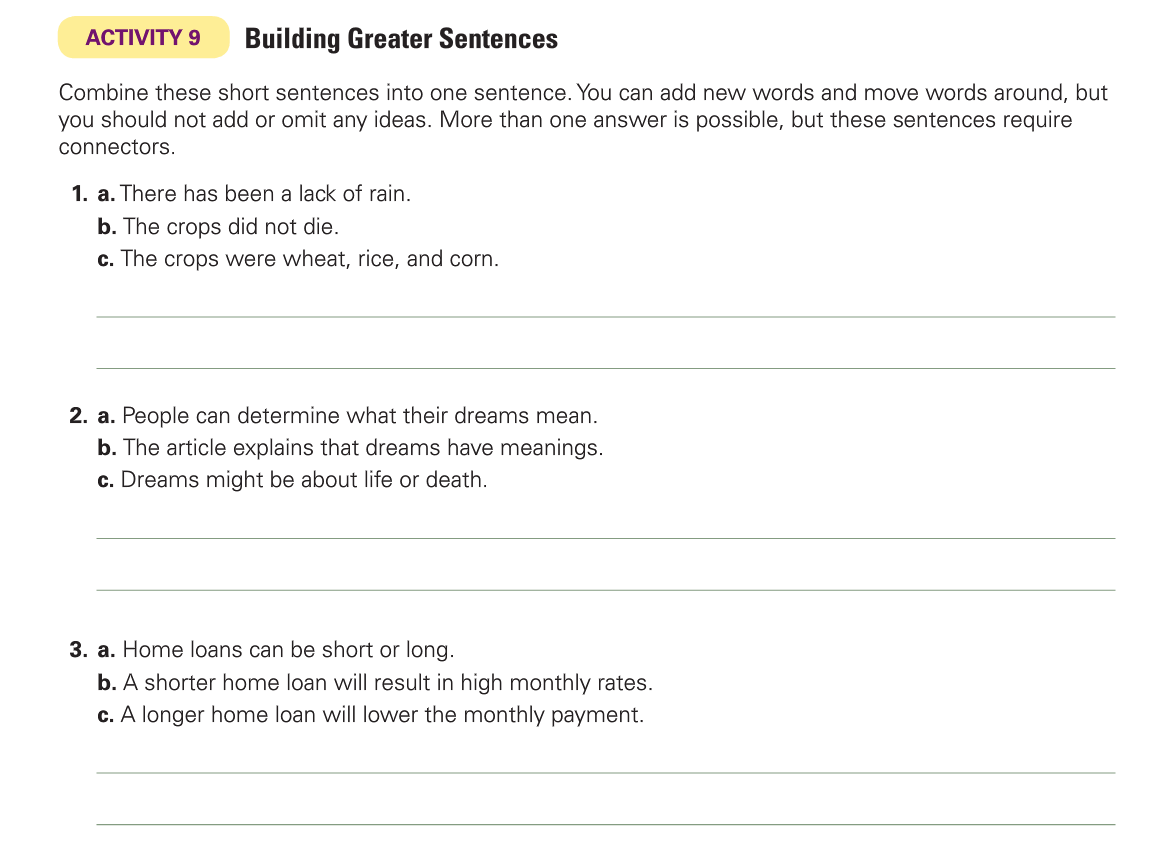 ACTIVITY 9 Building Greater Sentences
Combine these short sentences into one sentence. You can add new words and move words around, but
you should not add or omit any ideas. More than one answer is possible, but these sentences require
connectors.
1. a. There has been a lack of rain.
b. The crops did not die.
c. The crops were wheat, rice, and corn.
2. a. People can determine what their dreams mean.
b. The article explains that dreams have meanings.
c. Dreams might be about life or death.
3. a. Home loans can be short or long.
b. A shorter home loan will result in high monthly rates.
c. A longer home loan will lower the monthly payment.